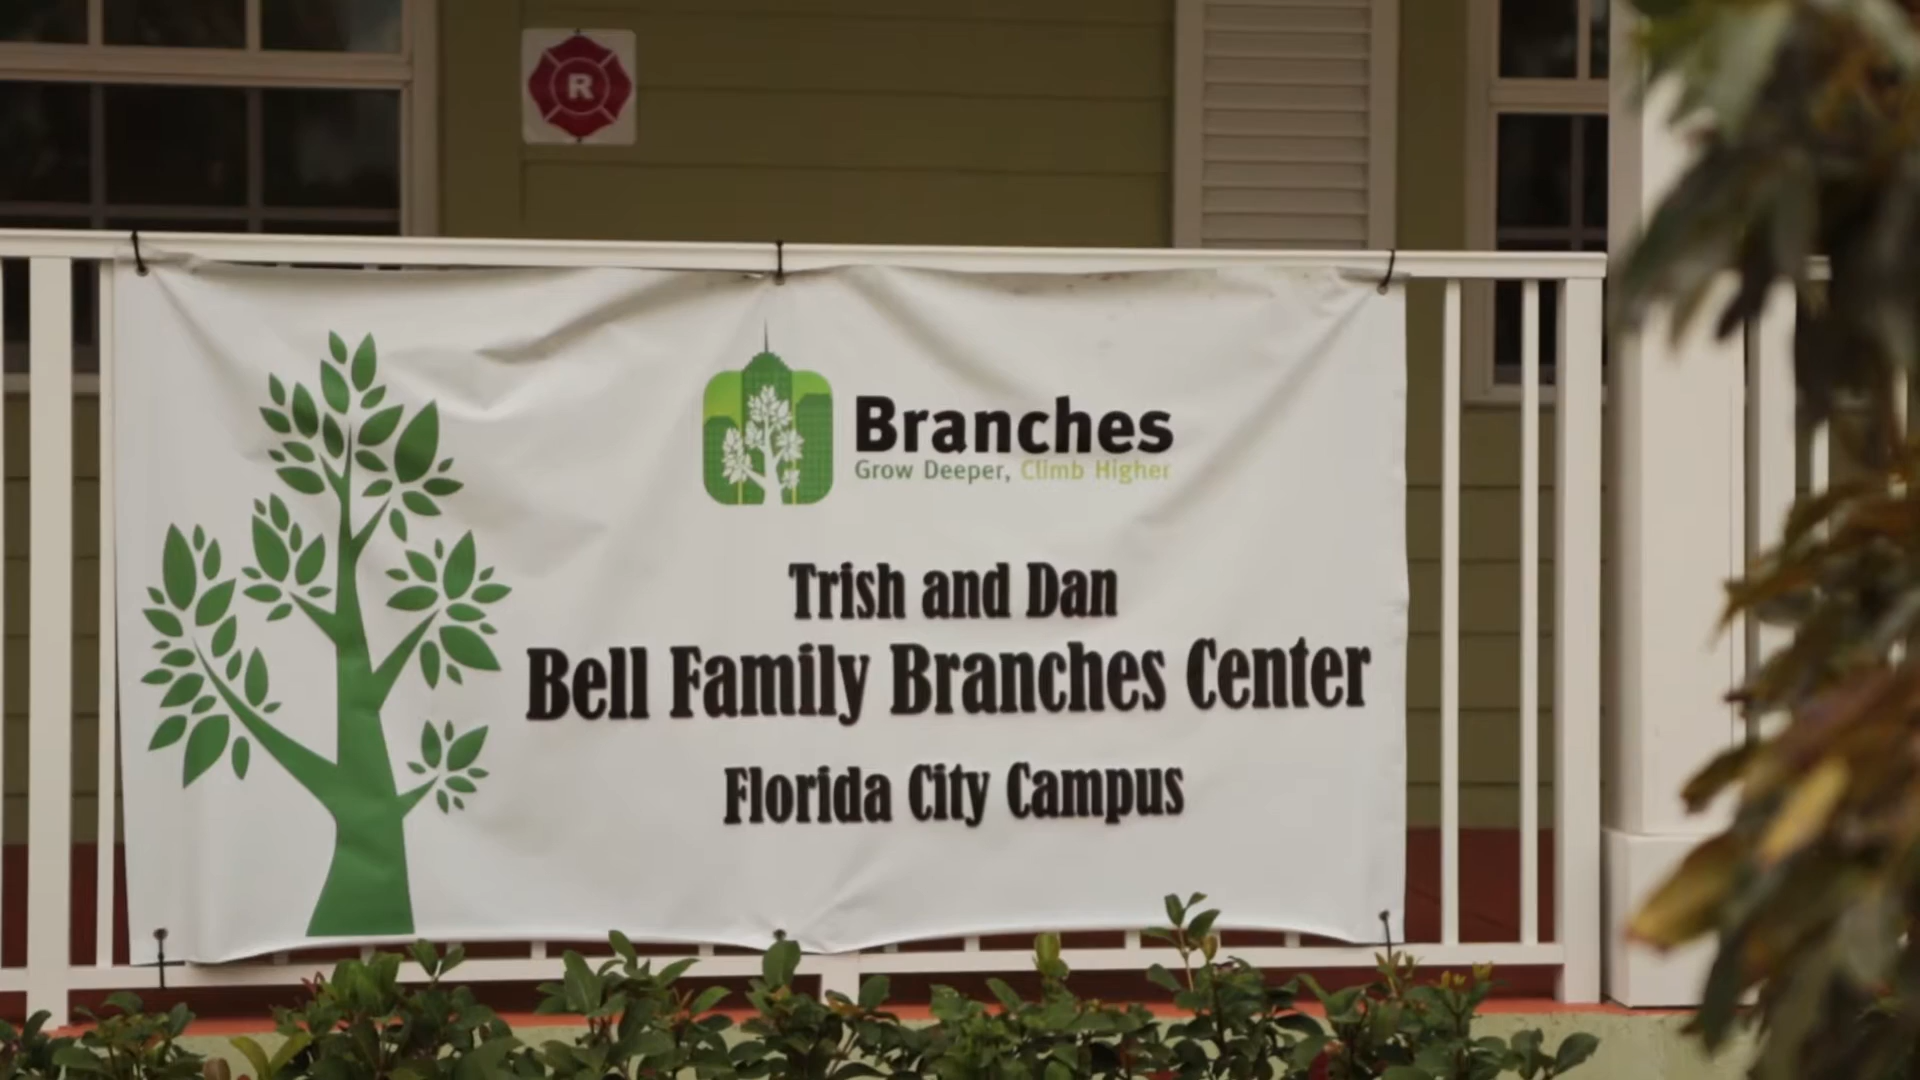 R
Branches
Grow Deeper, Climb Higher
Trish and Dan
Bell Family Branches Center
Florida City Campus